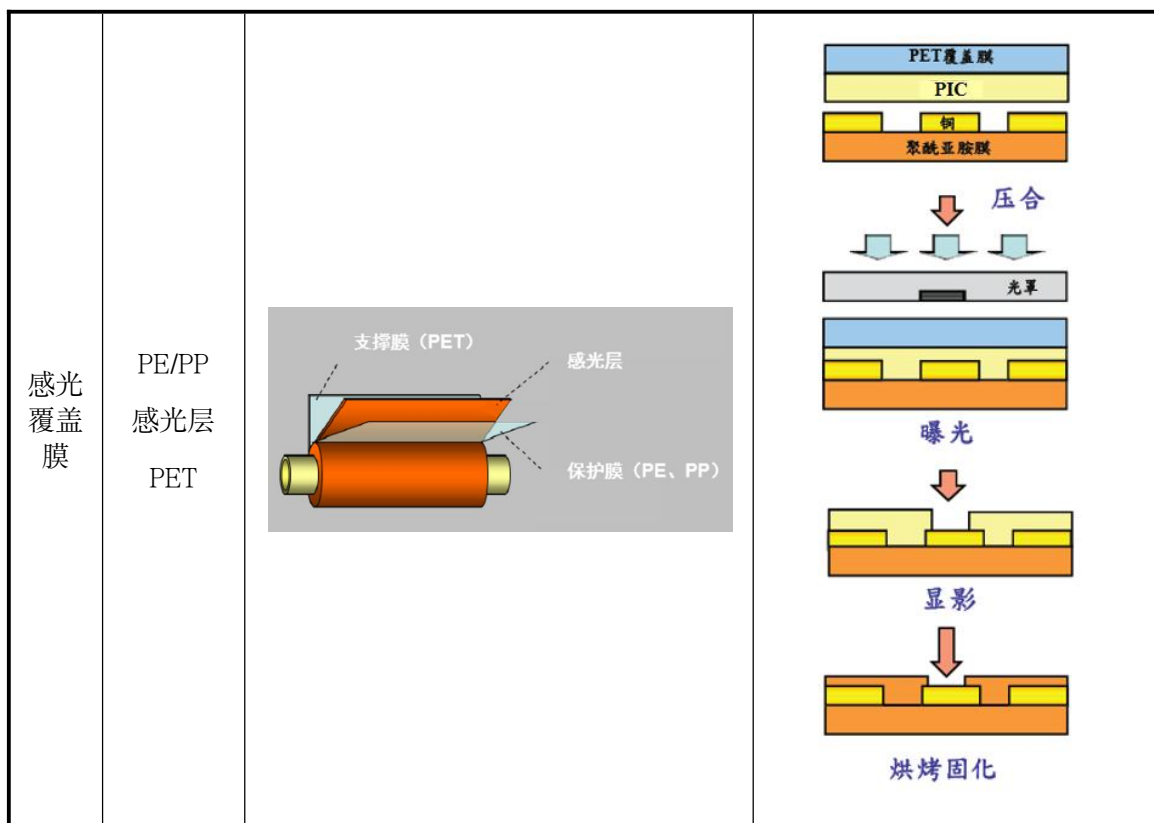 感光
覆盖
膜
PE/PP
感光层
PET
支撑膜（PET）
感光层
保护膜（PE、PP）
PET覆盖膜
PIC
铜
聚酰亚胺膜
压合
光罩
曝光
显影
烘烤固化